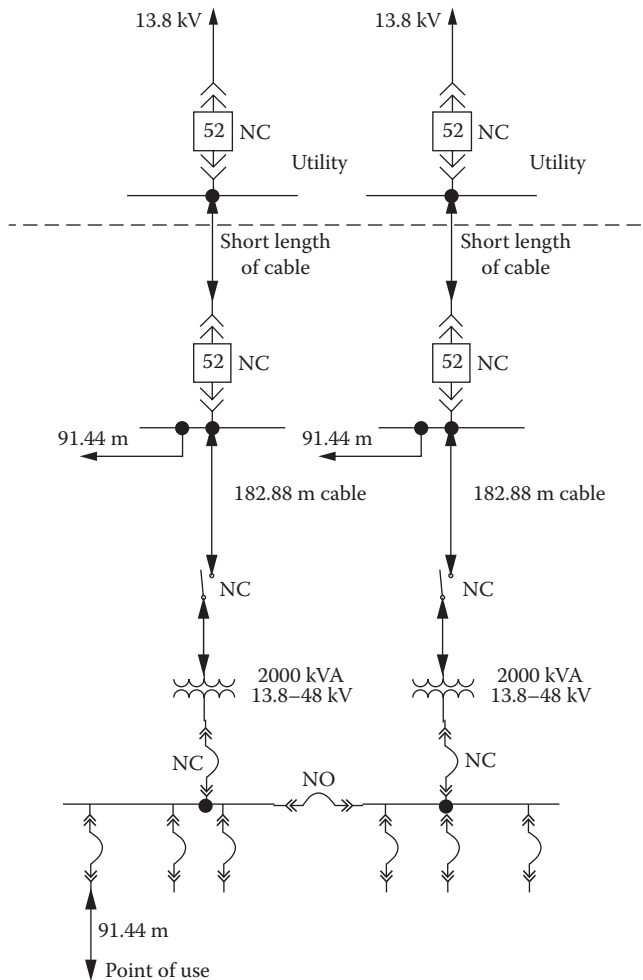 13.8 kV
13.8 kV
52
NC
52
NC
Utility
Utility
Short length
of cable
Short length
of cable
52
NC
52
NC
91.44 m
91.44 m
182.88 m cable
182.88 m cable
NC
NC
2000 kVA
13.8–48 kV
2000 kVA
13.8–48 kV
NC
NO
NC
91.44 m
Point of use